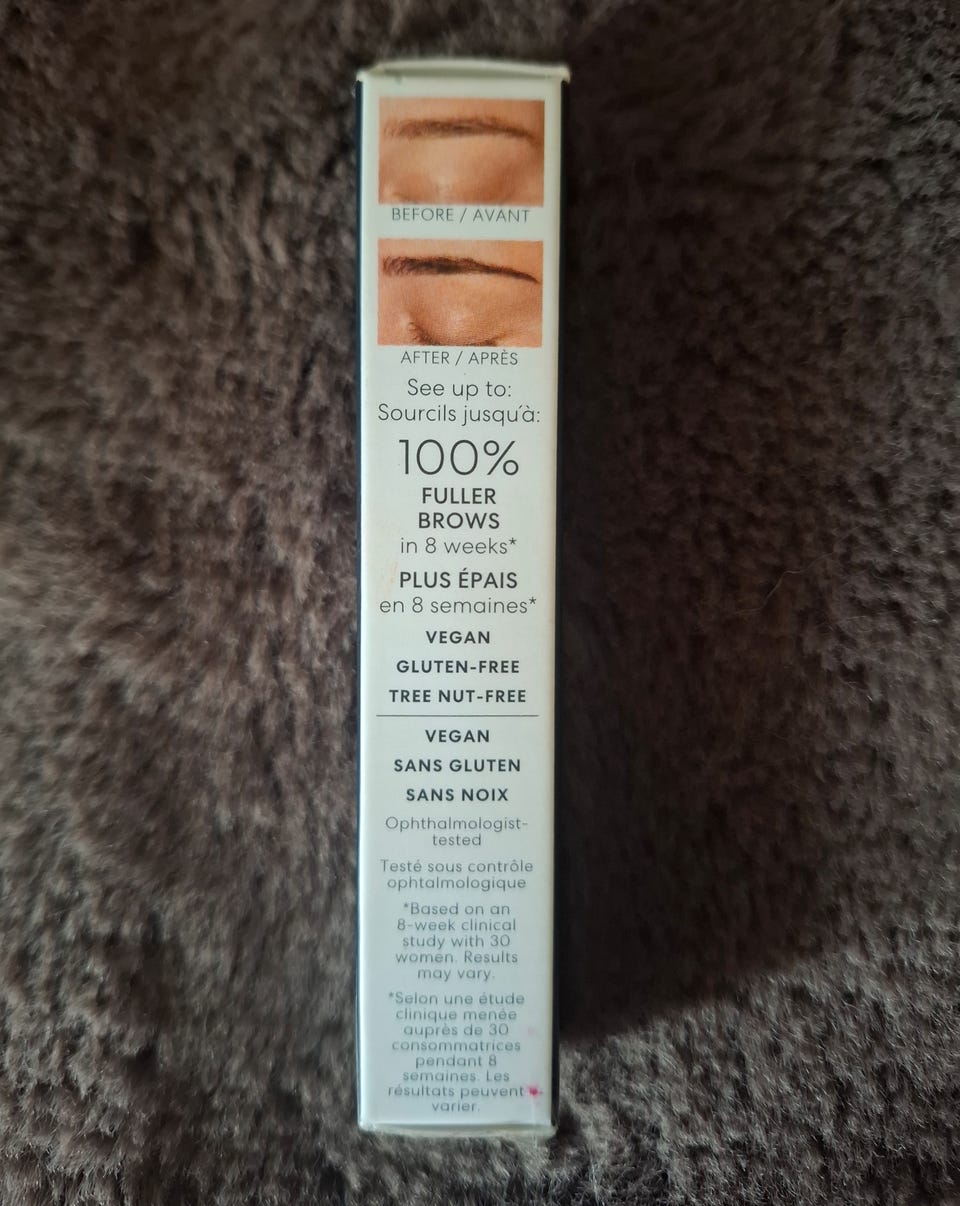 BEFORE / AVANT
AFTER / APRÈS
See up to:
Sourcils jusqu'à:
100%
FULLER
BROWS
in 8 weeks*
PLUS ÉPAIS
en 8 semaines*
VEGAN
GLUTEN-FREE
TREE NUT-FREE
VEGAN
SANS GLUTEN
SANS NOIX
Ophthalmologist-
tested
Testé sous contrôle
ophtalmologique
*Based on an
8-week clinical
study with 30
women. Results
may vary.
*Selon une étude
clinique menée
auprès de 30
consommatrices
pendant 8
semaines. Les
résultats peuvent
varier.